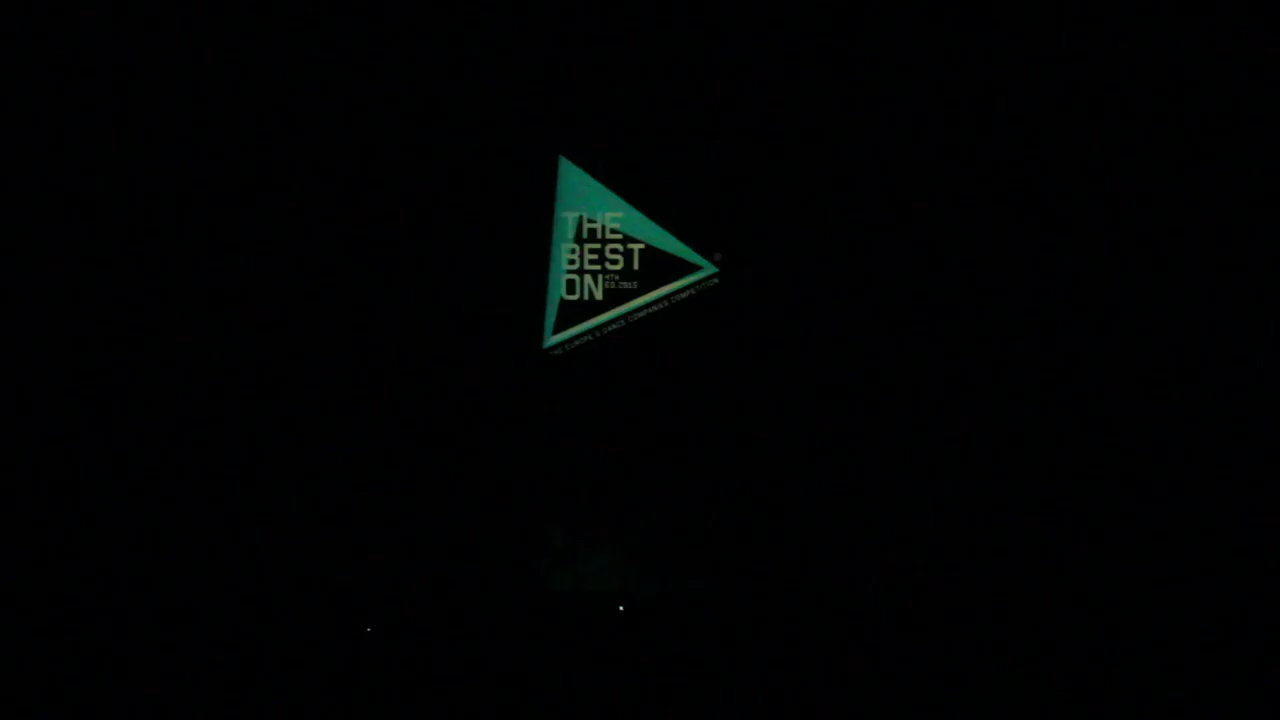 THE
BEST
ON
4TH
ED.2015
THE EUROPE'S DANCE COMPANIES COMPETITION